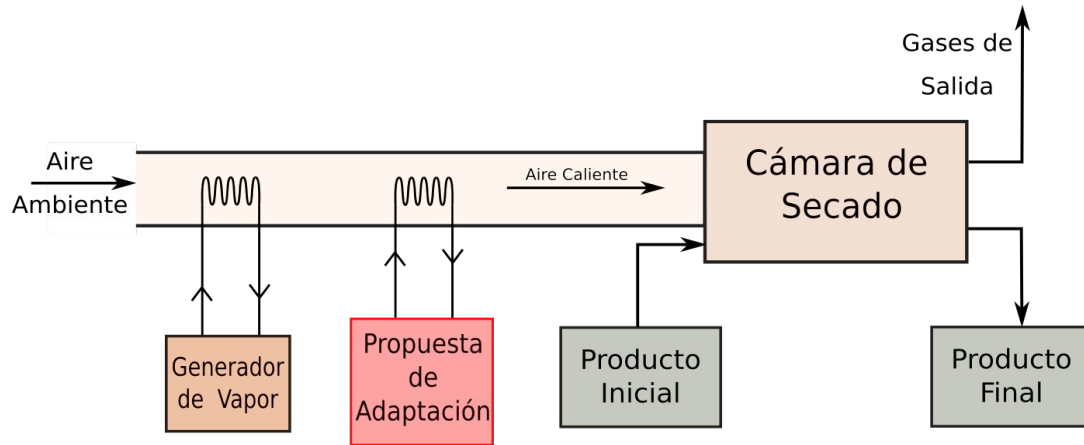 Gases de
Salida
Aire
Ambiente
Aire Caliente
Cámara de
Secado
Generador
de Vapor
Propuesta
de
Adaptación
Producto
Inicial
Producto
Final